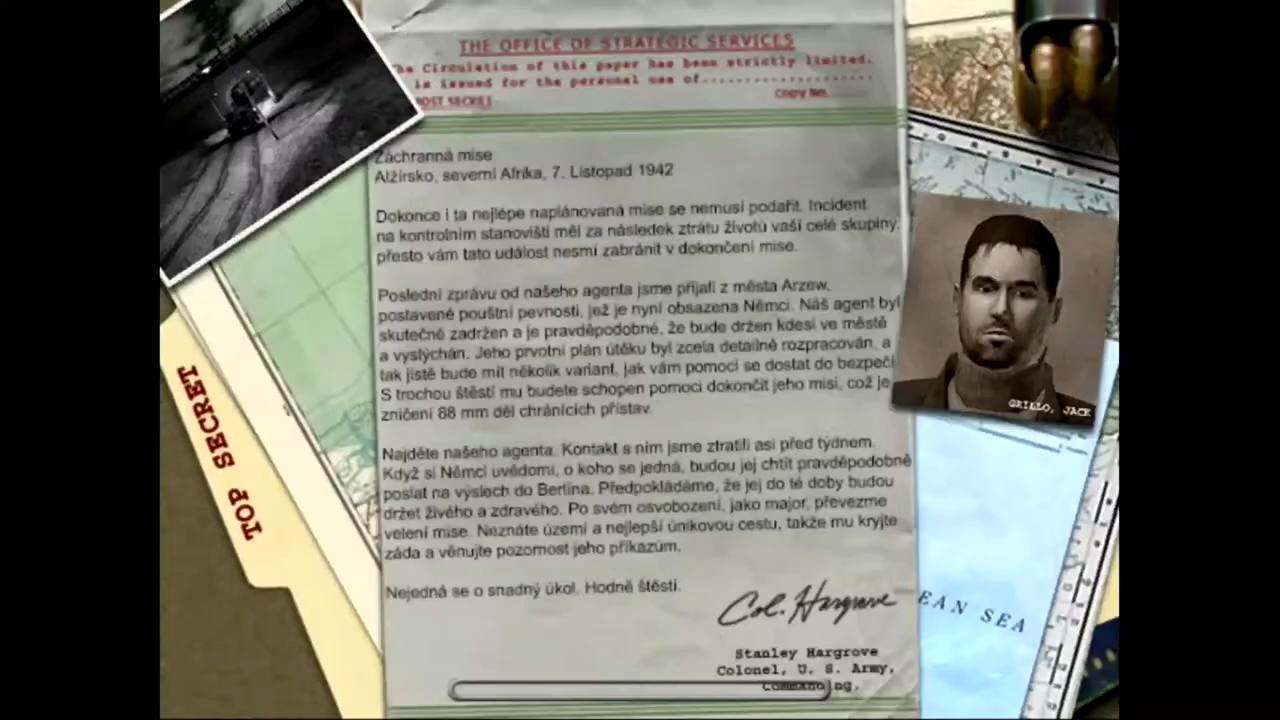 THE OFFICE OF STRATEGIC SERVICES
he Circulation of this paper has been strictly limited.
is issued for the personal use of
OST SECRET
Copy No.
Záchranná mise
Alžírsko, severní Afrika, 7. Listopad 1942
Dokonce i ta nejlépe naplánovaná mise se nemusí podařit. Incident
na kontrolním stanovišti měl za následek ztrátu životů vaší celé skupiny,
přesto vám tato událost nesmí zabránit v dokončení mise.
Poslední zprávu od našeho agenta jsme přijali z města Arzew,
postavené pouštní pevnosti, jež je nyní obsazena Němci. Náš agent byl
skutečně zadržen a je pravděpodobné, že bude držen kdesi ve městě
a vyslýchán. Jeho prvotní plán útěku byl zcela detailně rozpracován, a
tak jistě bude mít několik variant, jak vám pomoci se dostat do bezpečí.
S trochou štěstí mu budete schopen pomoci dokončit jeho misi, což je
zničení 88 mm děl chránících přístav.
Najděte našeho agenta. Kontakt s ním jsme ztratili asi před týdnem.
Když si Němci uvědomí, o koho se jedná, budou jej chtít pravděpodobně
poslat na výslech do Berlína. Předpokládáme, že jej do té doby budou
držet živého a zdravého. Po svém osvobození, jako major, převezme
velení mise. Neznáte území a nejlepší únikovou cestu, takže mu kryjte
záda a věnujte pozornost jeho příkazům.
Nejedná se o snadný úkol. Hodně štěstí.
Col. Hargrove
Stanley Hargrove
Colonel, U. S. Army,
Commanding.
TOP SECRET
GRILLO, JACK
EAN SEA